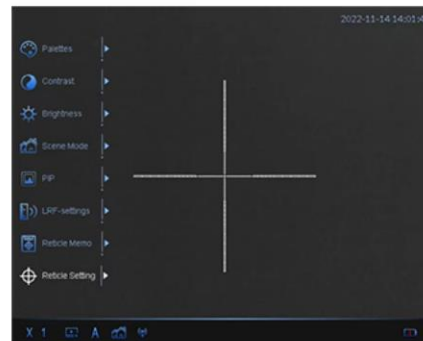 2022-11-14 14:01
Palettes
Contrast
Brightness
Scene Mode
PIP
LRF-settings
Reticle Memo
Reticle Setting
X 1 A